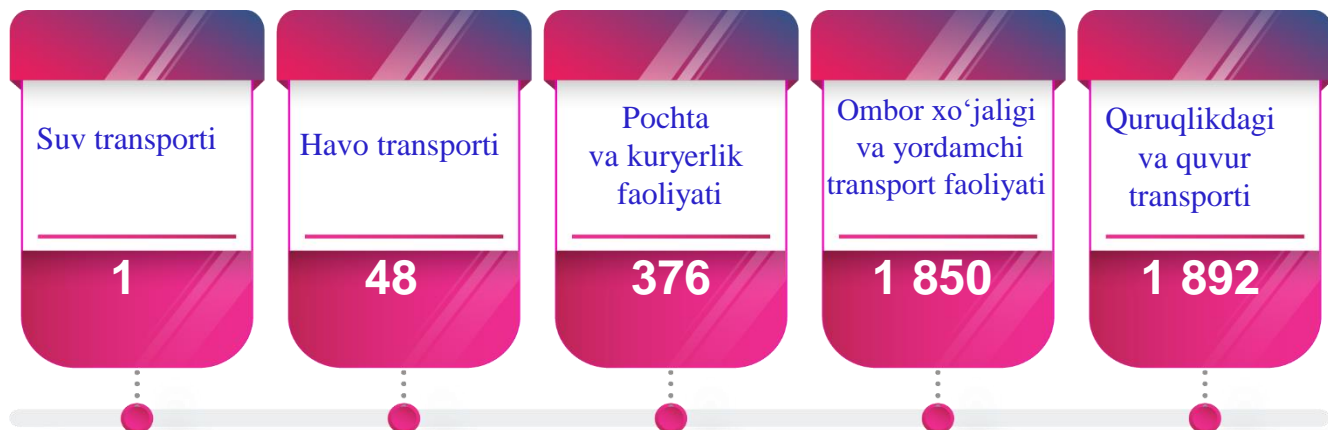 Suv transporti
1
Havo transporti
48
Pochta
va kuryerlik
faoliyati
376
Ombor xo‘jaligi
va yordamchi
transport faoliyati
1 850
Quruqlikdagi
va quvur
transporti
1 892